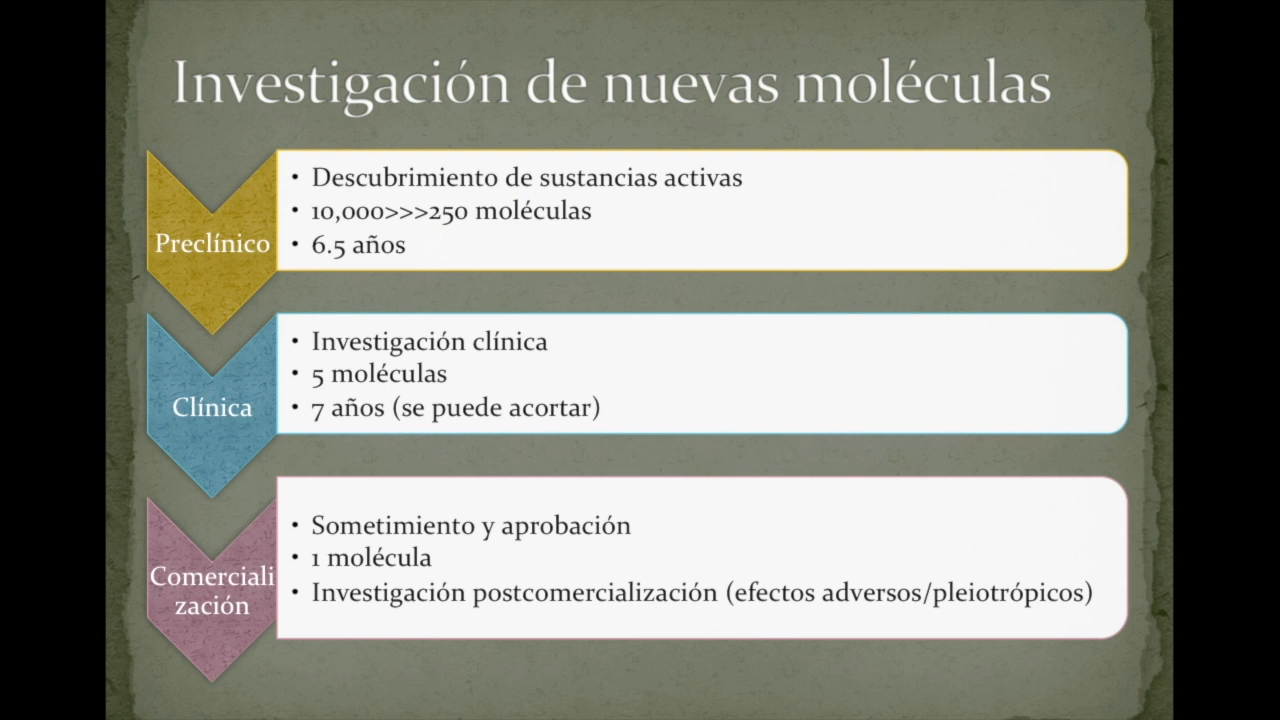 Investigación de nuevas moléculas
Preclínico
• Descubrimiento de sustancias activas
• 10,000>>>250 moléculas
• 6.5 años
Clínica
• Investigación clínica
• 5 moléculas
• 7 años (se puede acortar)
Comerciali
zación
• Sometimiento y aprobación
• 1 molécula
• Investigación postcomercialización (efectos adversos/pleiotrópicos)